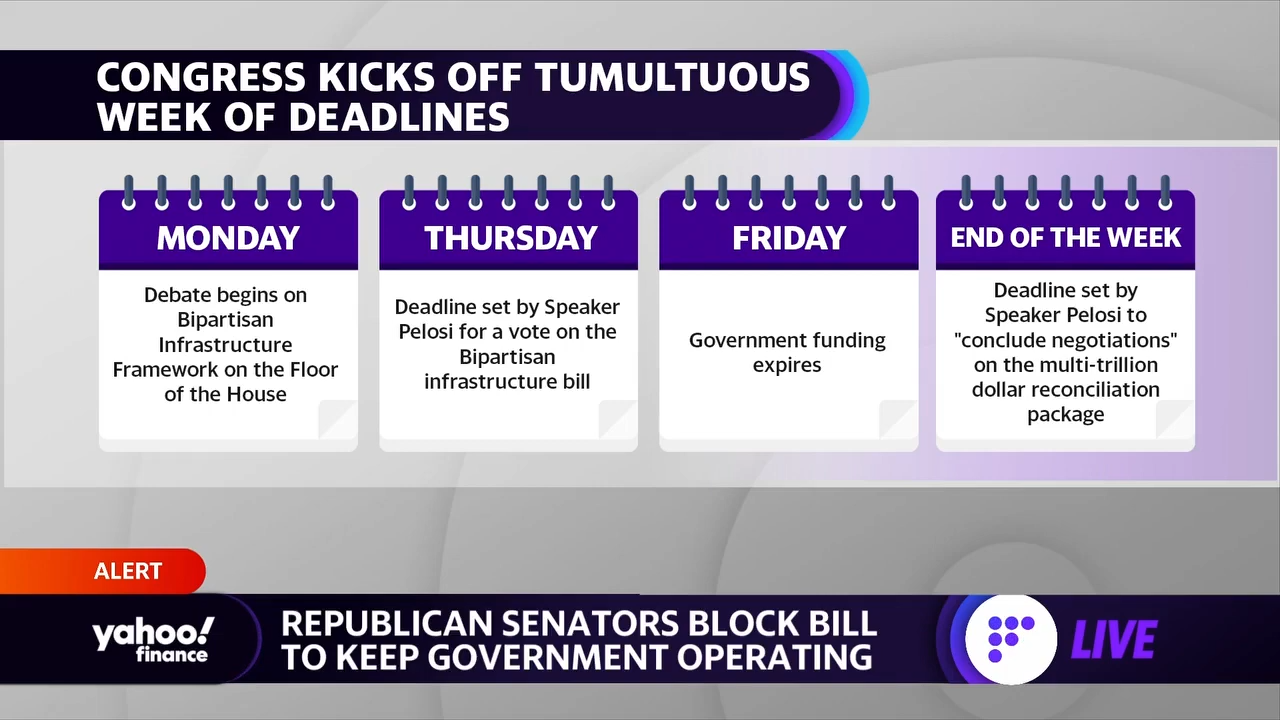 CONGRESS KICKS OFF TUMULTUOUS
WEEK OF DEADLINES
MONDAY
Debate begins on
Bipartisan
Infrastructure
Framework on the Floor
of the House
THURSDAY
Deadline set by Speaker
Pelosi for a vote on the
Bipartisan
infrastructure bill
FRIDAY
Government funding
expires
END OF THE WEEK
Deadline set by
Speaker Pelosi to
"conclude negotiations"
on the multi-trillion
dollar reconciliation
package
ALERT
yahoo!
finance
REPUBLICAN SENATORS BLOCK BILL
TO KEEP GOVERNMENT OPERATING
LIVE